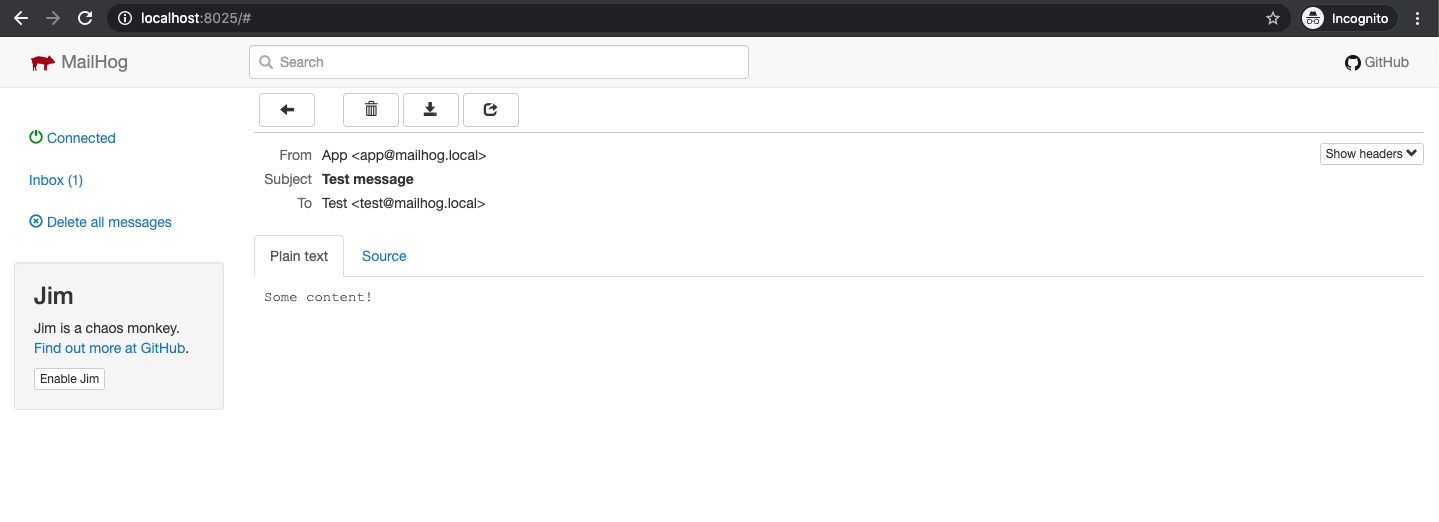 localhost:8025/#
Incognito
MailHog
Search
GitHub
Connected
Inbox (1)
Delete all messages
Jim
Jim is a chaos monkey.
Find out more at GitHub.
Enable Jim
From App <app@mailhog.local>
Show headers
Subject Test message
To Test <test@mailhog.local>
Plain text Source
Some content!